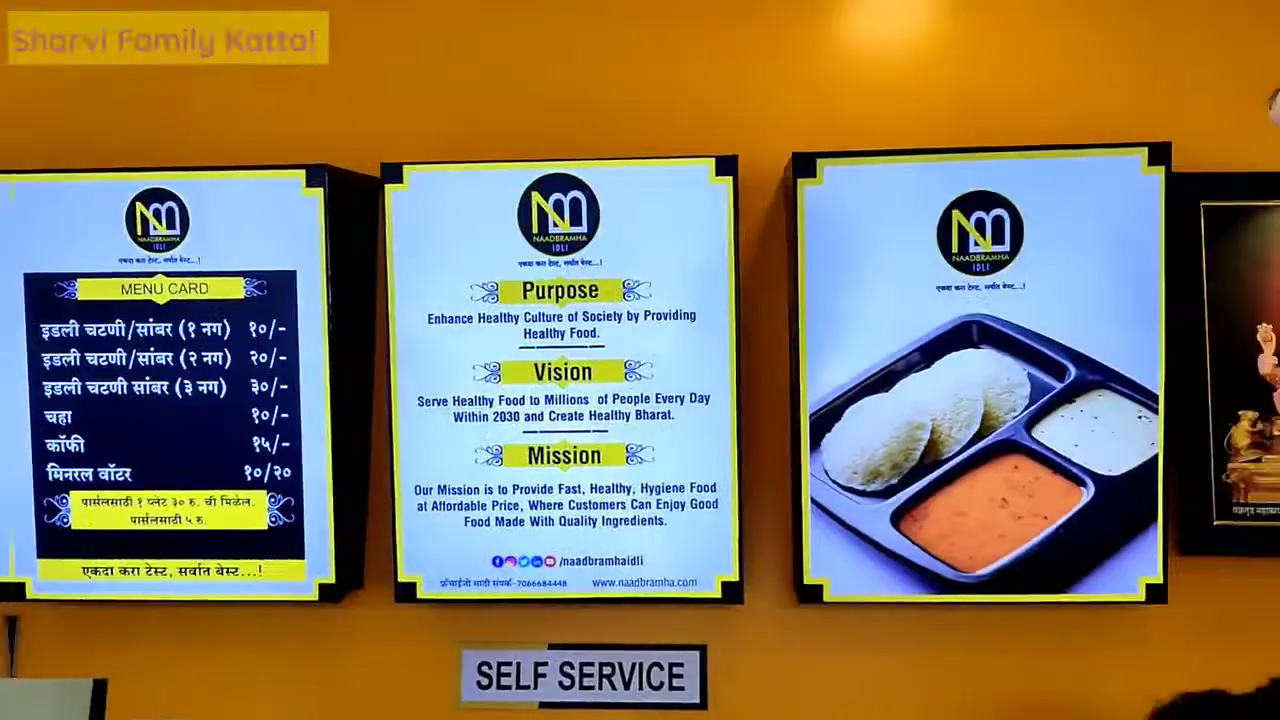 Sharvi Family Katta!
NAADBRAMHA
IDLI
एकदा करा टेस्ट, सर्वात बेस्ट...!
MENU CARD
इडली चटणी/सांबर (१ नग) १०/-
इडली चटणी/सांबर (२ नग) २०/-
इडली चटणी सांबर (३ नग) ३०/-
चहा १०/-
कॉफी १५/-
मिनरल वॉटर १०/२०
पार्सलसाठी १ प्लेट ३० रु. ची मिळेल.
पार्सलसाठी ५ रु.
एकदा करा टेस्ट, सर्वात बेस्ट...!
NAADBRAMHA
IDLI
एकदा करा टेस्ट, सर्वात बेस्ट...!
Purpose
Enhance Healthy Culture of Society by Providing
Healthy Food.
Vision
Serve Healthy Food to Millions of People Every Day
Within 2030 and Create Healthy Bharat.
Mission
Our Mission is to Provide Fast, Healthy, Hygiene Food
at Affordable Price, Where Customers Can Enjoy Good
Food Made With Quality Ingredients.
/naadbramhaidli
फ्रँचाईजी साठी संपर्क-7066684448 www.naadbramha.com
NAADBRAMHA
IDLI
एकदा करा टेस्ट, सर्वात बेस्ट...!
SELF SERVICE